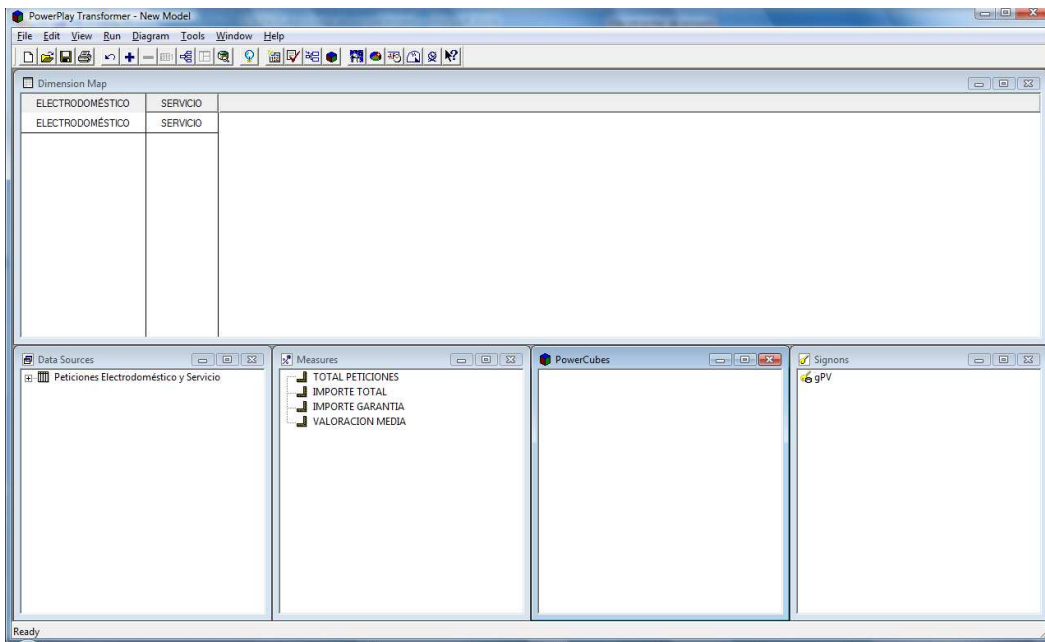 PowerPlay Transformer - New Model
File Edit View Run Diagram Tools Window Help
Dimension Map
ELECTRODOMÉSTICO SERVICIO
ELECTRODOMÉSTICO SERVICIO
Data Sources
Peticiones Electrodoméstico y Servicio
Measures
TOTAL PETICIONES
IMPORTE TOTAL
IMPORTE GARANTIA
VALORACION MEDIA
PowerCubes
Signons
gPV
Ready